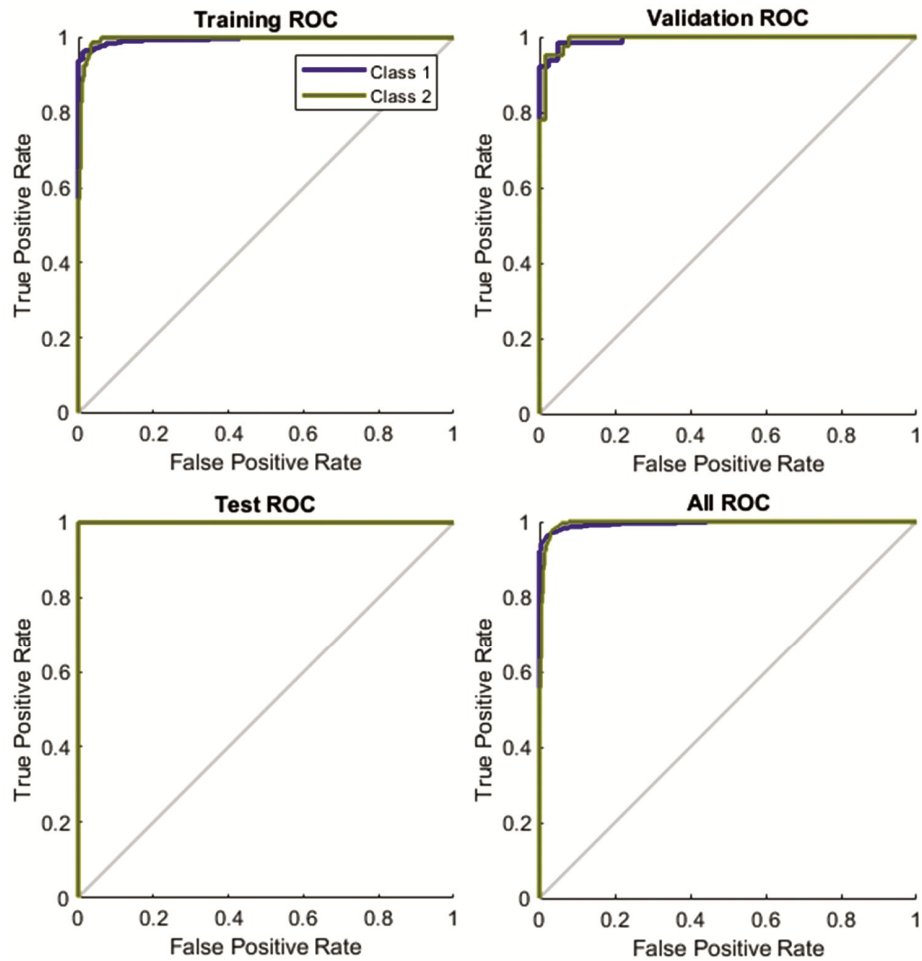 Training ROC
1
0.8
0.6
0.4
0.2
0
True Positive Rate
Class 1
Class 2
0 0.2 0.4 0.6 0.8 1
False Positive Rate
Validation ROC
1
0.8
0.6
0.4
0.2
0
True Positive Rate
0 0.2 0.4 0.6 0.8 1
False Positive Rate
Test ROC
1
0.8
0.6
0.4
0.2
0
True Positive Rate
0 0.2 0.4 0.6 0.8 1
False Positive Rate
All ROC
1
0.8
0.6
0.4
0.2
0
True Positive Rate
0 0.2 0.4 0.6 0.8 1
False Positive Rate